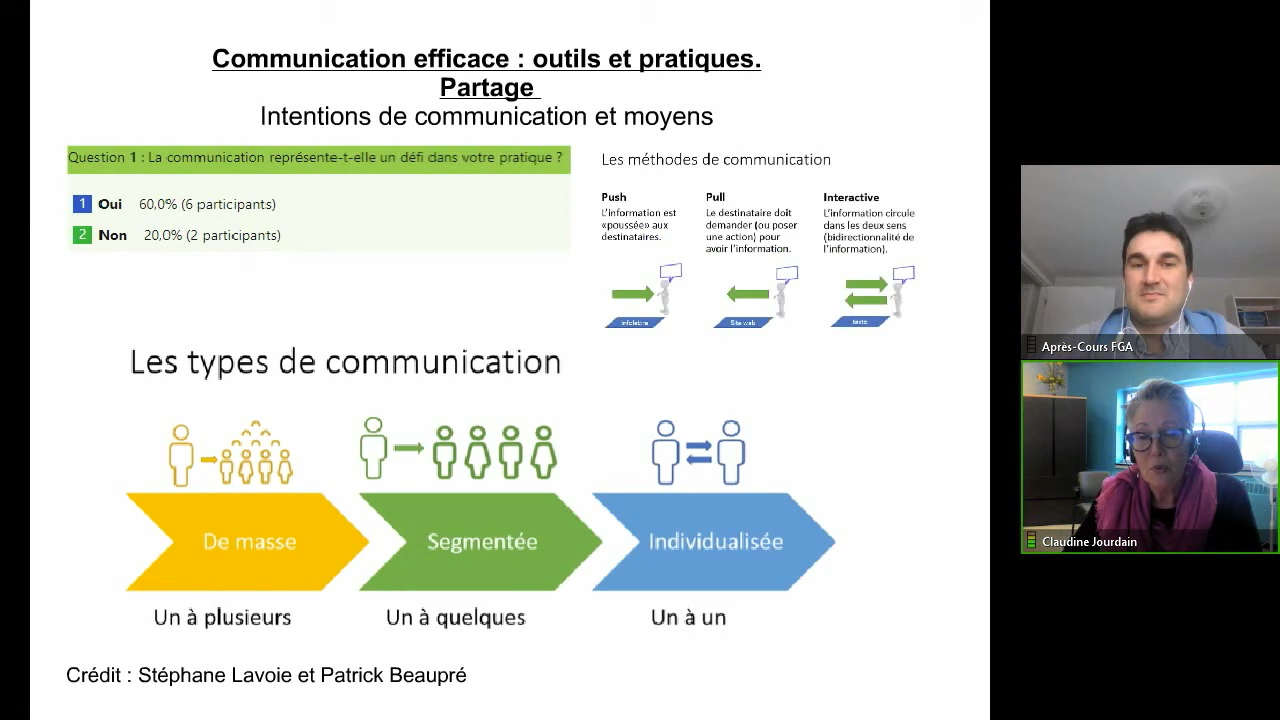 Communication efficace : outils et pratiques.
Partage
Intentions de communication et moyens
Question 1 : La communication représente-t-elle un défi dans votre pratique ?
1 Oui 60,0% (6 participants)
2 Non 20,0% (2 participants)
Les méthodes de communication
Push
L'information est
«poussée» aux
destinataires.
infolettre
Pull
Le destinataire doit
demander (ou poser
une action) pour
avoir l'information.
Site web
Interactive
L'information circule
dans les deux sens
(bidirectionnalité de
l'information).
texto
Les types de communication
De masse
Segmentée
Individualisée
Un à plusieurs
Un à quelques
Un à un
Crédit : Stéphane Lavoie et Patrick Beaupré
Après-Cours FGA
Claudine Jourdain